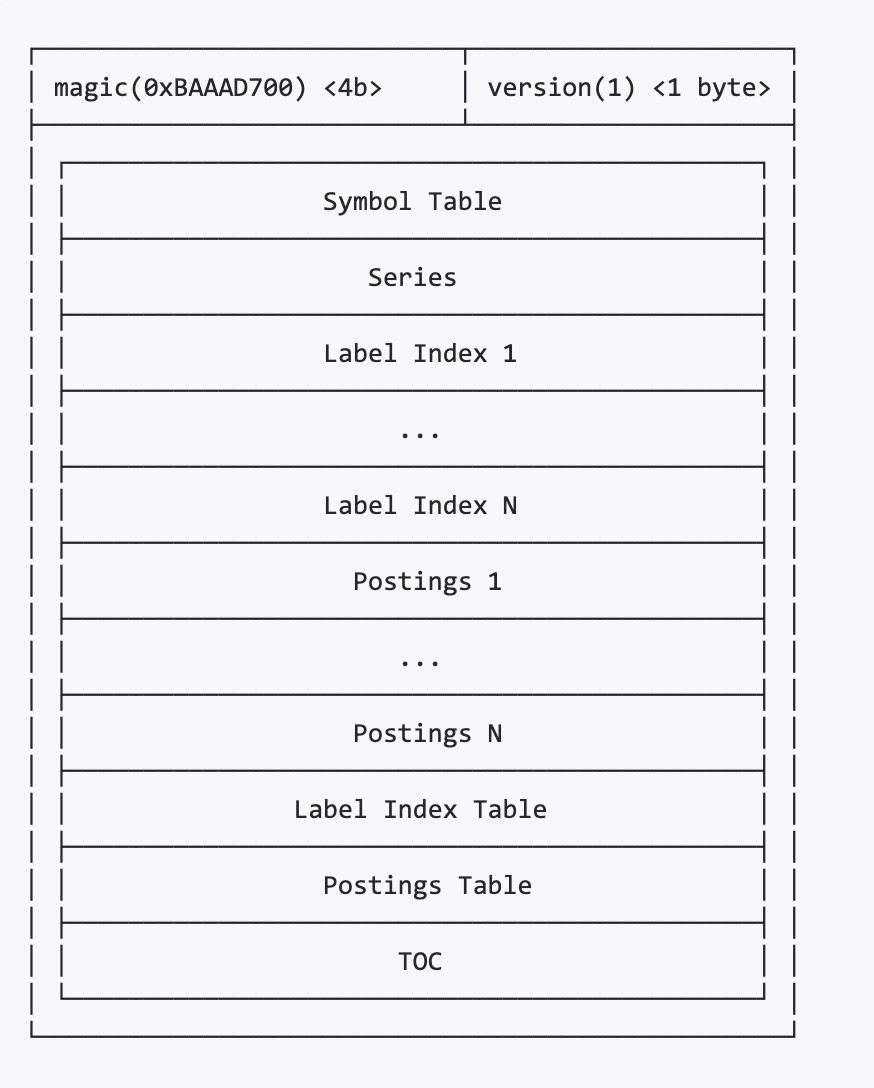 magic(0xBAAAD700) <4b> version(1) <1 byte>
Symbol Table
Series
Label Index 1
...
Label Index N
Postings 1
...
Postings N
Label Index Table
Postings Table
TOC